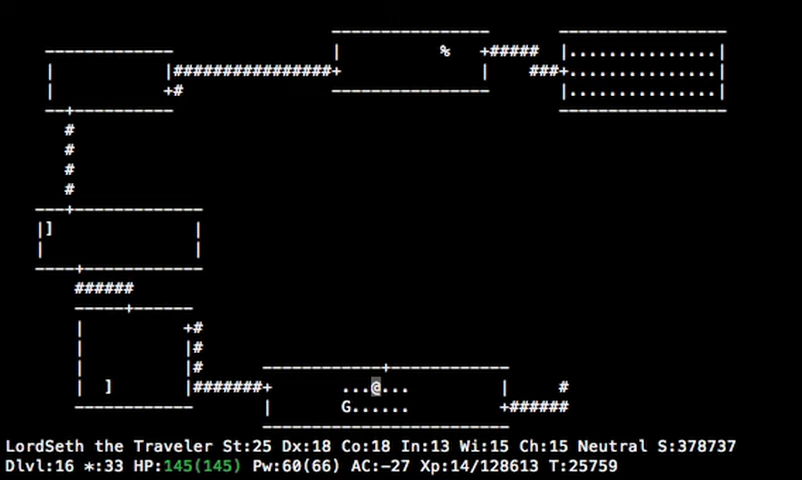 LordSeth the Traveler St:25 Dx:18 Co:18 In:13 Wi:15 Ch:15 Neutral S:378737
Dlvl:16 *:33 HP:145(145) Pw:60(66) AC:-27 Xp:14/128613 T:25759